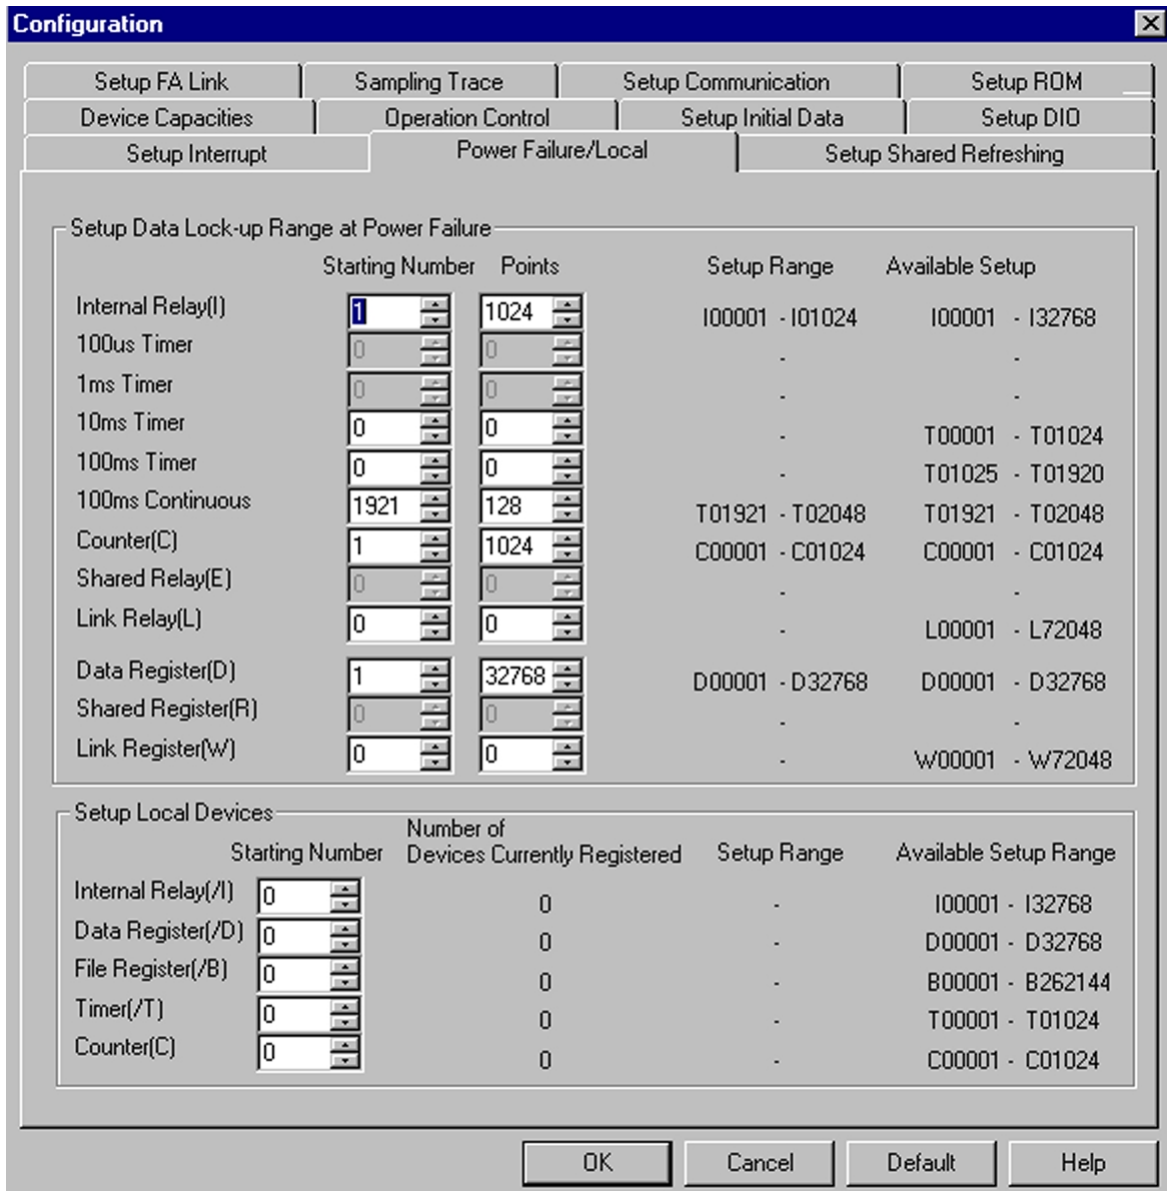 Configuration
Setup FA Link Sampling Trace Setup Communication Setup ROM
Device Capacities Operation Control Setup Initial Data Setup DIO
Setup Interrupt Power Failure/Local Setup Shared Refreshing
Setup Data Lock-up Range at Power Failure
Starting Number Points Setup Range Available Setup
Internal Relay(I) 1 1024 I00001 - I01024 I00001 - I32768
100us Timer 0 0 - -
1ms Timer 0 0 - -
10ms Timer 0 0 - T00001 - T01024
100ms Timer 0 0 - T01025 - T01920
100ms Continuous 1921 128 T01921 - T02048 T01921 - T02048
Counter(C) 1 1024 C00001 - C01024 C00001 - C01024
Shared Relay(E) 0 0 - -
Link Relay(L) 0 0 - L00001 - L72048
Data Register(D) 1 32768 D00001 - D32768 D00001 - D32768
Shared Register(R) 0 0 - -
Link Register(W) 0 0 - W00001 - W72048
Setup Local Devices
Number of
Starting Number Devices Currently Registered Setup Range Available Setup Range
Internal Relay(/I) 0 0 - I00001 - I32768
Data Register(/D) 0 0 - D00001 - D32768
File Register(/B) 0 0 - B00001 - B262144
Timer(/T) 0 0 - T00001 - T01024
Counter(C) 0 0 - C00001 - C01024
OK Cancel Default Help